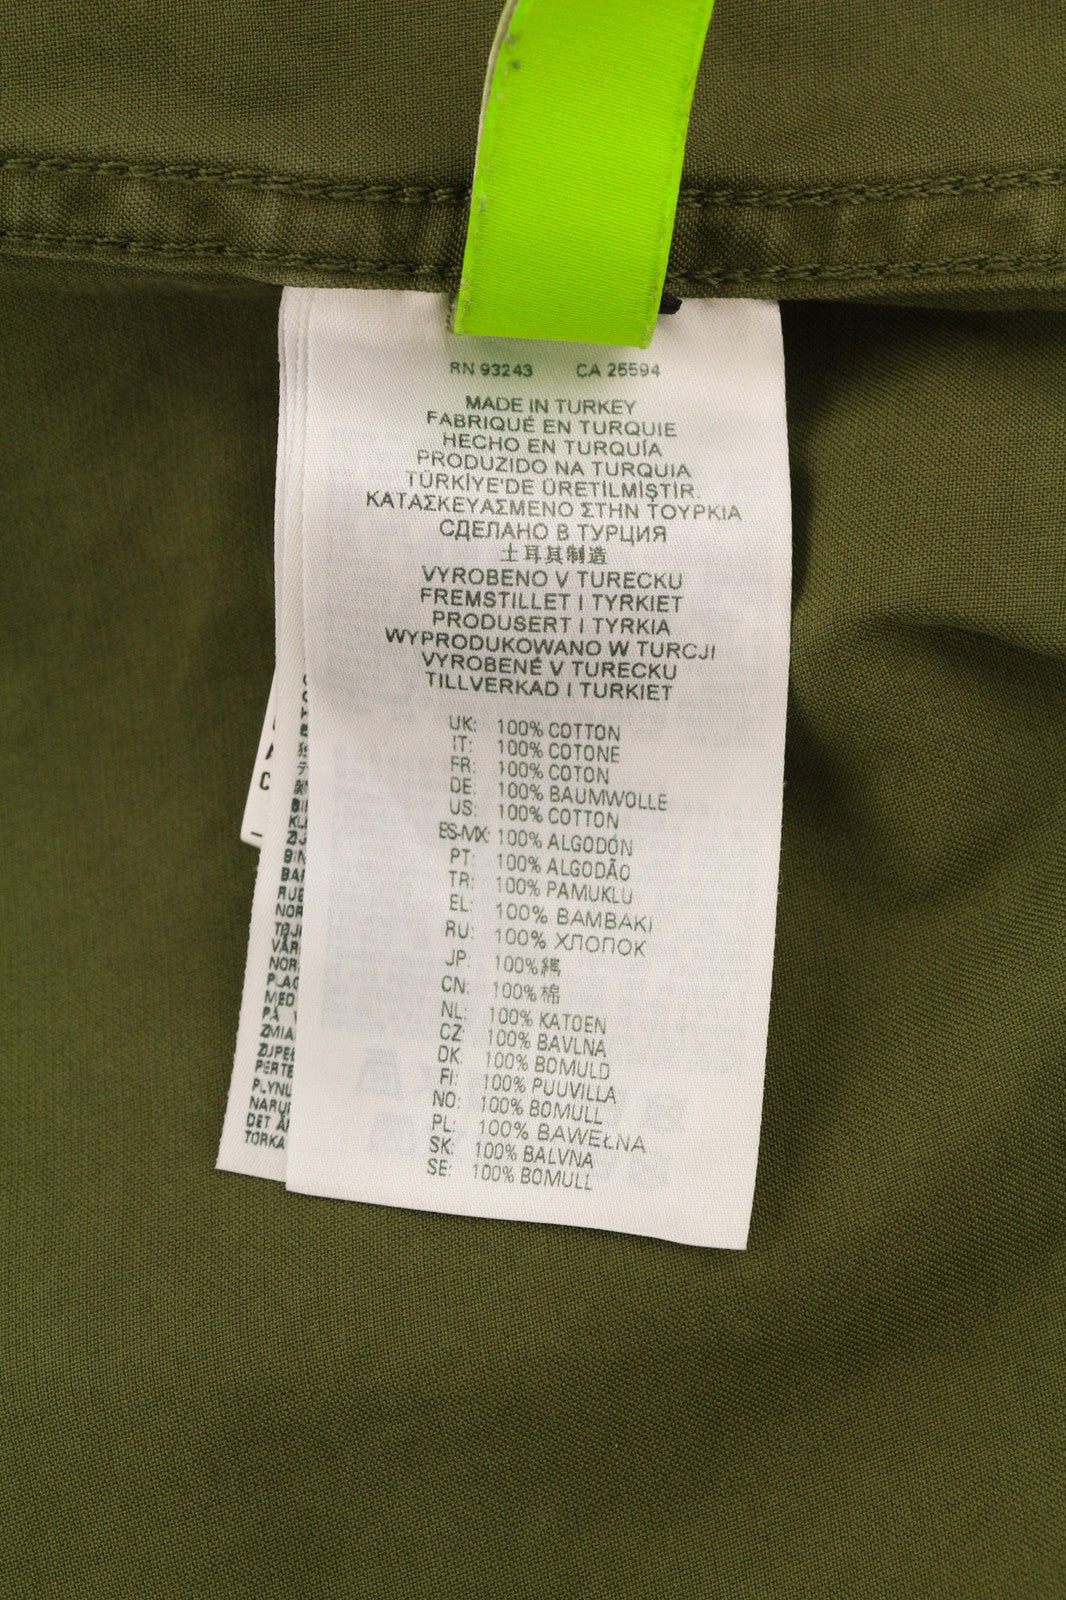 RN 93243 CA 25594
MADE IN TURKEY
FABRIQUÉ EN TURQUIE
HECHO EN TURQUÍA
PRODUZIDO NA TURQUIA
TÜRKİYE'DE ÜRETİLMİŞTİR.
ΚΑΤΑΣΚΕΥΑΣΜΕΝΟ ΣΤΗΝ ΤΟΥΡΚΙΑ
СДЕЛАНО В ТУРЦИЯ
土耳其制造
VYROBENO V TURECKU
FREMSTILLET I TYRKIET
PRODUSERT I TYRKIA
WYPRODUKOWANO W TURCJI
VYROBENÉ V TURECKU
TILLVERKAD I TURKIET
UK: 100% COTTON
IT: 100% COTONE
FR: 100% COTON
DE: 100% BAUMWOLLE
US: 100% COTTON
ES-MX: 100% ALGODÓN
PT: 100% ALGODÃO
TR: 100% PAMUKLU
EL: 100% ΒΑΜΒΑΚΙ
RU: 100% ХЛОПОК
JP: 100%綿
CN: 100%棉
NL: 100% KATOEN
CZ: 100% BAVLNA
DK: 100% BOMULD
FI: 100% PUUVILLA
NO: 100% BOMULL
PL: 100% BAWEŁNA
SK: 100% BALVNA
SE: 100% BOMULL